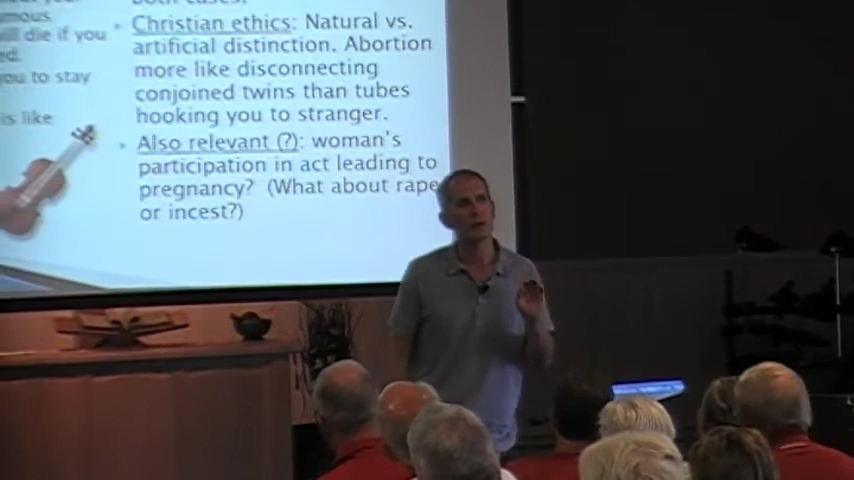 both cases.
Christian ethics: Natural vs.
artificial distinction. Abortion
more like disconnecting
conjoined twins than tubes
hooking you to stranger.
Also relevant (?): woman's
participation in act leading to
pregnancy? (What about rape
or incest?)
will die if you
you to stay
is like